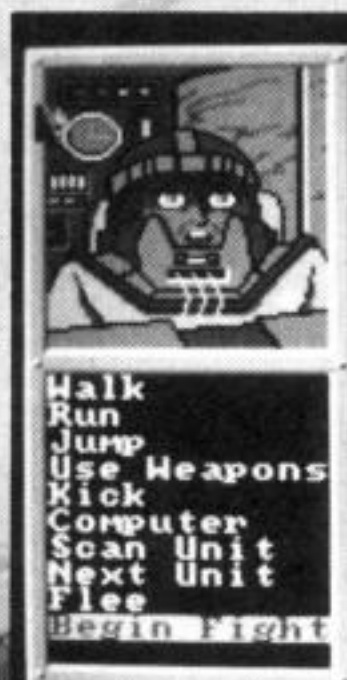 Walk
Run
Jump
Use Weapons
Kick
Computer
Scan Unit
Next Unit
Flee
Begin Fight